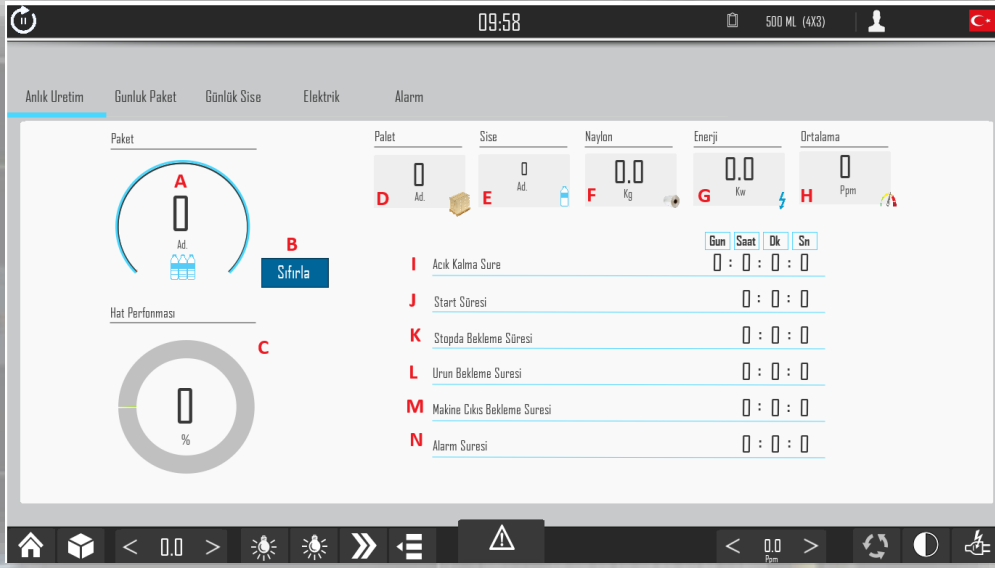 09:58 500 ML (4X3)
Anlık Uretim Gunluk Paket Günlük Sise Elektrik Alarm
Paket Palet Sise Naylon Enerji Ortalama
A
0
Ad.
D 0 Ad.
E 0 Ad.
F 0.0 Kg
G 0.0 Kw
H 0 Ppm
B
Sıfırla
Gun Saat Dk Sn
I Acık Kalma Sure 0 : 0 : 0 : 0
J Start Süresi 0 : 0 : 0
Hat Perfonması
C
K Stopda Bekleme Süresi 0 : 0 : 0
L Urun Bekleme Suresi 0 : 0 : 0
M Makine Cıkıs Bekleme Suresi 0 : 0 : 0
N Alarm Suresi 0 : 0 : 0
0
%
< 0.0 > < 0.0 >
Ppm